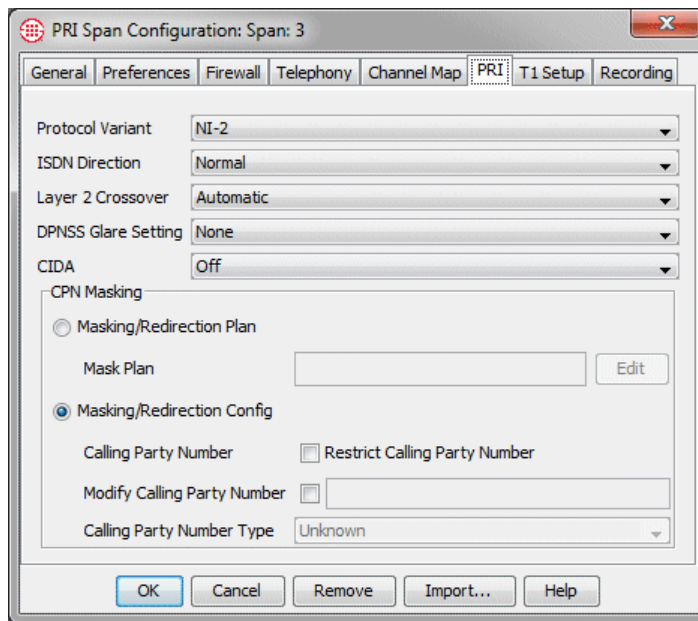 PRI Span Configuration: Span: 3
General Preferences Firewall Telephony Channel Map PRI T1 Setup Recording
Protocol Variant NI-2
ISDN Direction Normal
Layer 2 Crossover Automatic
DPNSS Glare Setting None
CIDA Off
CPN Masking
Masking/Redirection Plan
Mask Plan Edit
Masking/Redirection Config
Calling Party Number Restrict Calling Party Number
Modify Calling Party Number
Calling Party Number Type Unknown
OK Cancel Remove Import... Help